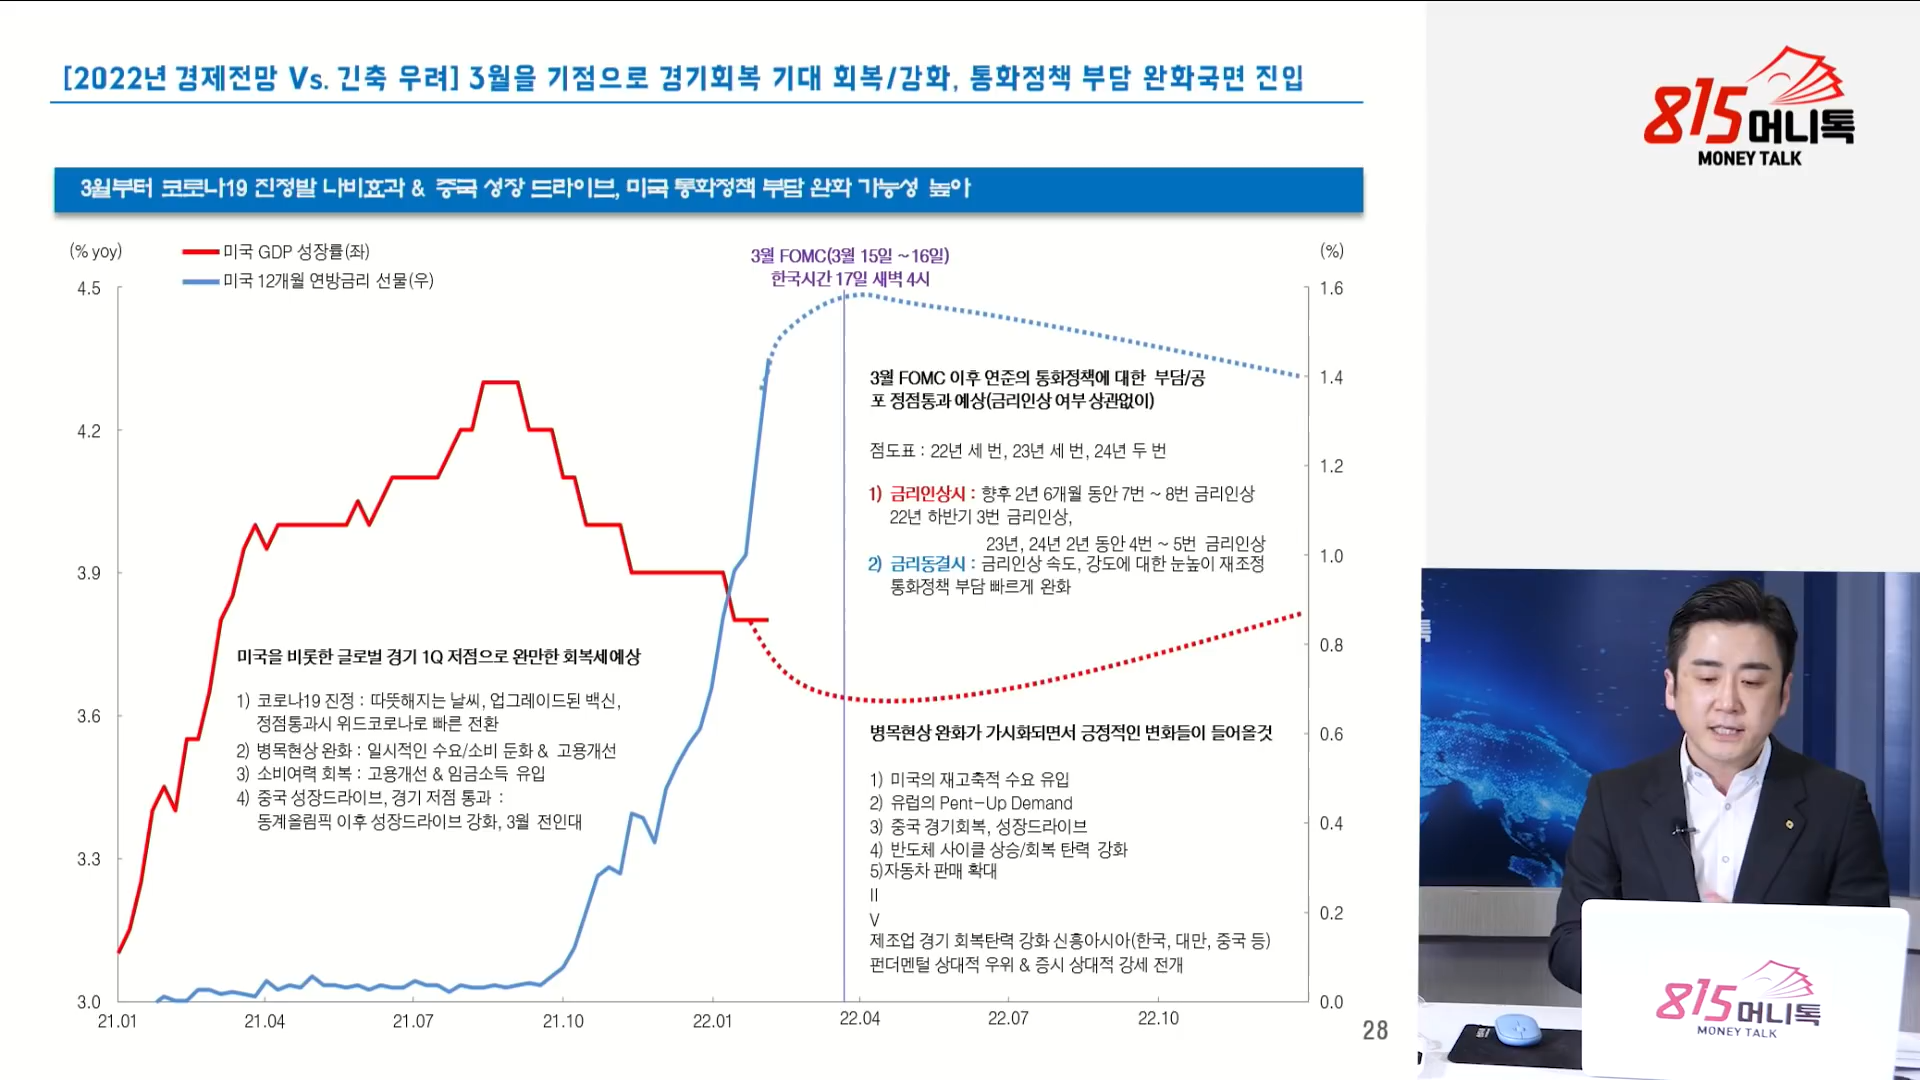 [2022년 경제전망 Vs. 긴축 우려] 3월을 기점으로 경기회복 기대 회복/강화, 통화정책 부담 완화국면 진입
815 머니톡
MONEY TALK
3월부터 코로나19 진정발 나비효과 & 중국 성장 드라이브, 미국 통화정책 부담 완화 가능성 높아
(% yoy)
미국 GDP 성장률(좌)
미국 12개월 연방금리 선물(우)
3월 FOMC(3월 15일 ~16일)
한국시간 17일 새벽 4시
(%)
4.5
4.2
3.9
3.6
3.3
3.0
1.6
1.4
1.2
1.0
0.8
0.6
0.4
0.2
0.0
3월 FOMC 이후 연준의 통화정책에 대한 부담/공
포 정점통과 예상(금리인상 여부 상관없이)
점도표 : 22년 세 번, 23년 세 번, 24년 두 번
1) 금리인상시 : 향후 2년 6개월 동안 7번 ~ 8번 금리인상
22년 하반기 3번 금리인상,
23년, 24년 2년 동안 4번 ~ 5번 금리인상
2) 금리동결시 : 금리인상 속도, 강도에 대한 눈높이 재조정
통화정책 부담 빠르게 완화
미국을 비롯한 글로벌 경기 1Q 저점으로 완만한 회복세예상
1) 코로나19 진정 : 따뜻해지는 날씨, 업그레이드된 백신,
정점통과시 위드코로나로 빠른 전환
2) 병목현상 완화 : 일시적인 수요/소비 둔화 & 고용개선
3) 소비여력 회복 : 고용개선 & 임금소득 유입
4) 중국 성장드라이브, 경기 저점 통과 :
동계올림픽 이후 성장드라이브 강화, 3월 전인대
병목현상 완화가 가시화되면서 긍정적인 변화들이 들어올것
1) 미국의 재고축적 수요 유입
2) 유럽의 Pent-Up Demand
3) 중국 경기회복, 성장드라이브
4) 반도체 사이클 상승/회복 탄력 강화
5)자동차 판매 확대
II
V
제조업 경기 회복탄력 강화 신흥아시아(한국, 대만, 중국 등)
펀더멘털 상대적 우위 & 증시 상대적 강세 전개
21.01
21.04
21.07
21.10
22.01
22.04
22.07
22.10
28
톡
815 머니톡
MONEY TALK